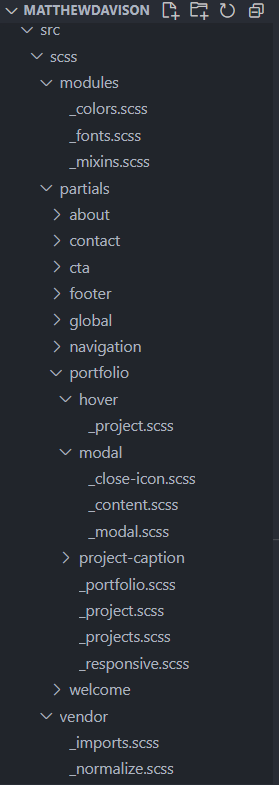 MATTHEWDAVISON
src
scss
modules
_colors.scss
_fonts.scss
_mixins.scss
partials
about
contact
cta
footer
global
navigation
portfolio
hover
_project.scss
modal
_close-icon.scss
_content.scss
_modal.scss
project-caption
_portfolio.scss
_project.scss
_projects.scss
_responsive.scss
welcome
vendor
_imports.scss
_normalize.scss